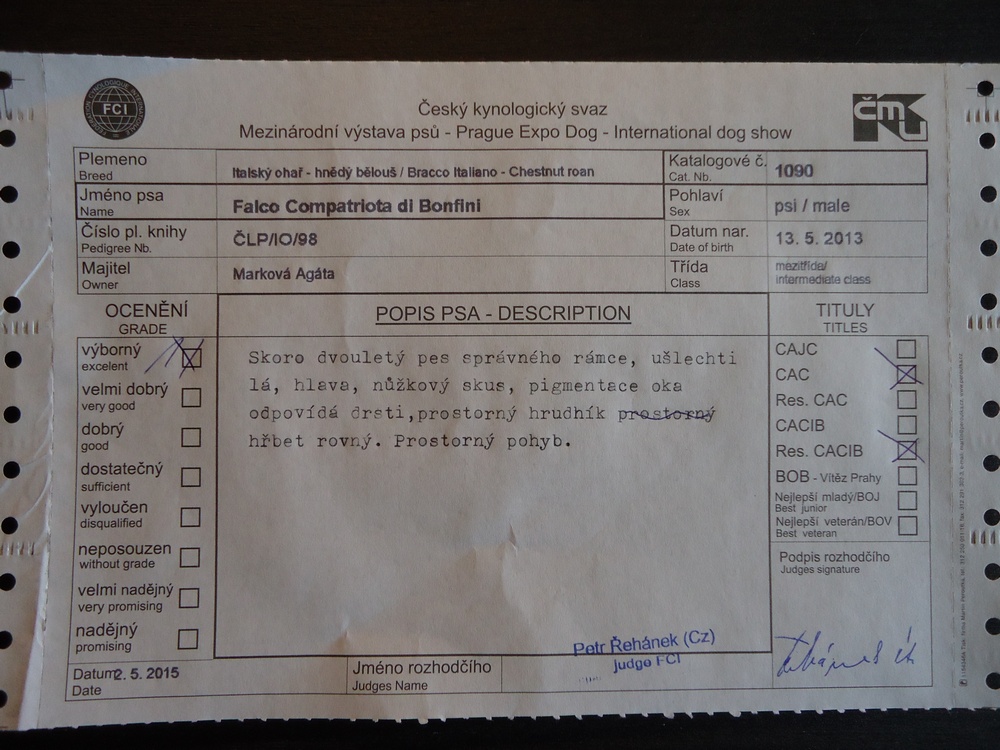 FCI
Český kynologický svaz
Mezinárodní výstava psů - Prague Expo Dog - International dog show
čmku
Plemeno
Breed
Italský ohař - hnědý bělouš / Bracco Italiano - Chestnut roan
Katalogové č.
Cat. Nb.
1090
Jméno psa
Name
Falco Compatriota di Bonfini
Pohlaví
Sex
psi / male
Číslo pl. knihy
Pedigree Nb.
ČLP/IO/98
Datum nar.
Date of birth
13. 5. 2013
Majitel
Owner
Marková Agáta
Třída
Class
mezitřída/
intermediate class
OCENĚNÍ
GRADE
výborný
excelent
velmi dobrý
very good
dobrý
good
dostatečný
sufficient
vyloučen
disqualified
neposouzen
without grade
velmi nadějný
very promising
nadějný
promising
POPIS PSA - DESCRIPTION
Skoro dvouletý pes správného rámce, ušlechti
lá, hlava, nůžkový skus, pigmentace oka
odpovídá drsti,prostorný hrudhík prostorný
hřbet rovný. Prostorný pohyb.
TITULY
TITLES
CAJC
CAC
Res. CAC
CACIB
Res. CACIB
BOB - Vítěz Prahy
Nejlepší mladý/BOJ
Best junior
Nejlepší veterán/BOV
Best veteran
Podpis rozhodčího
Judges signature
Datum 2. 5. 2015
Date
Jméno rozhodčího
Judges Name
Petr Řehánek (Cz)
Judge FCI